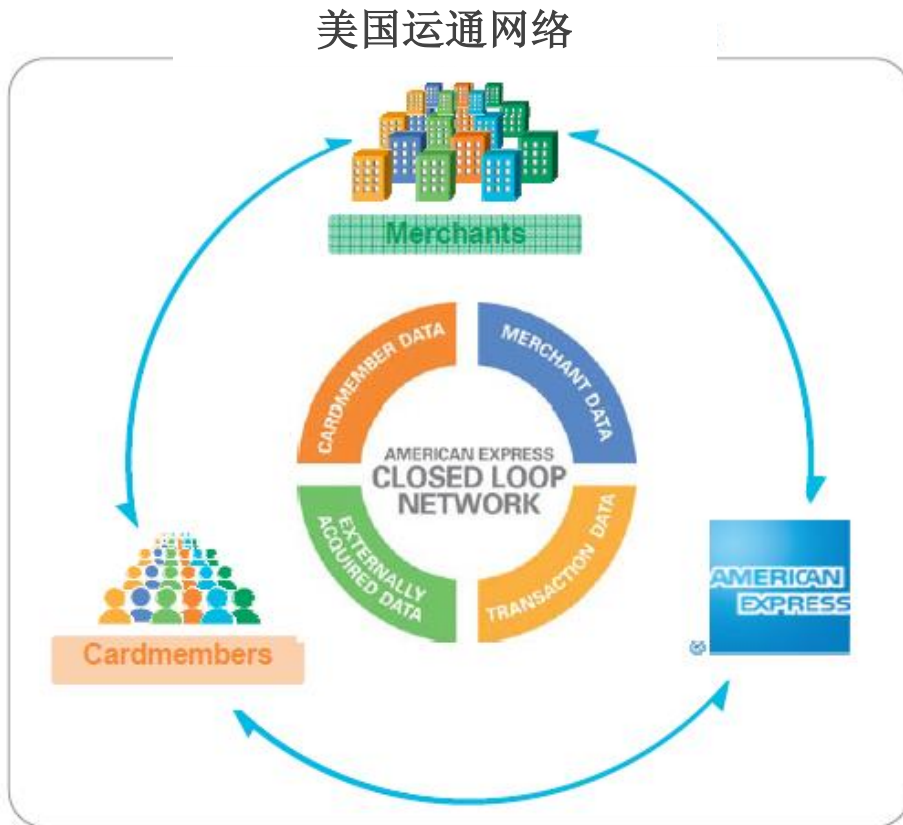 美国运通网络
Merchants
CARDMEMBER DATA
MERCHANT DATA
AMERICAN EXPRESS
CLOSED LOOP
NETWORK
EXTERNALLY
ACQUIRED DATA
TRANSACTION DATA
AMERICAN
EXPRESS
Cardmembers